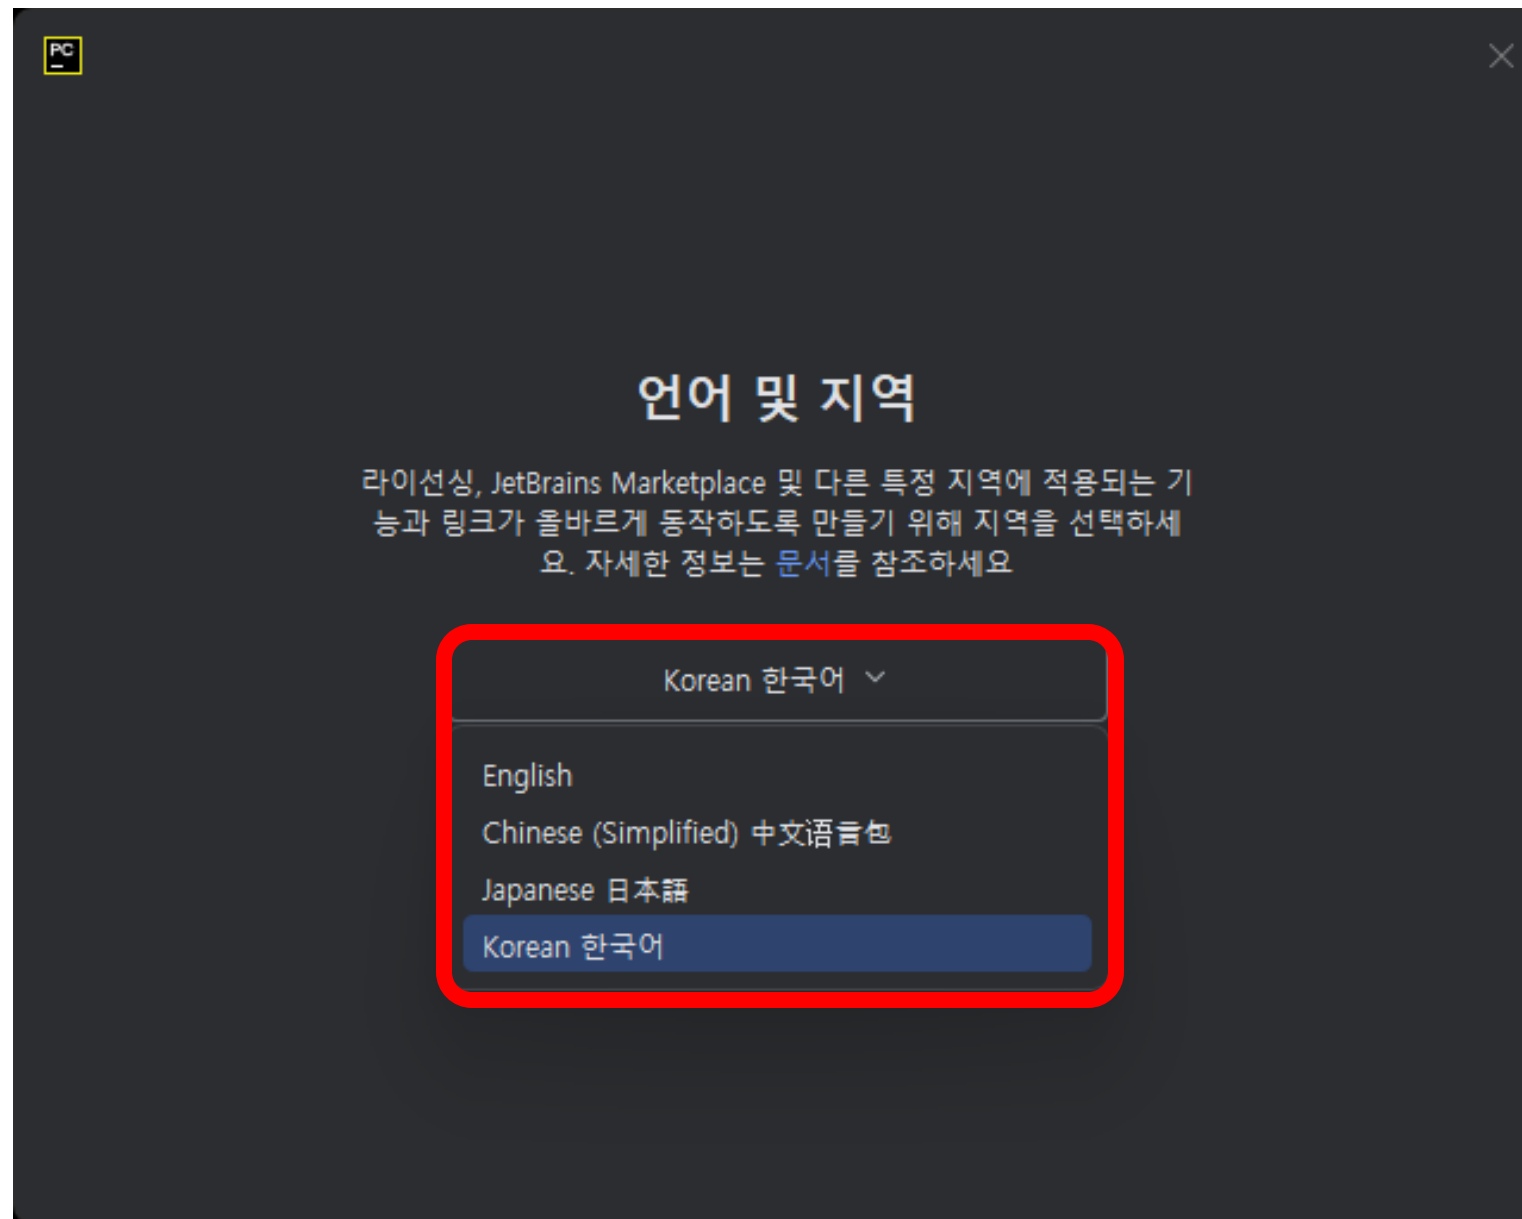 PC
언어 및 지역
라이선싱, JetBrains Marketplace 및 다른 특정 지역에 적용되는 기
능과 링크가 올바르게 동작하도록 만들기 위해 지역을 선택하세
요. 자세한 정보는 문서를 참조하세요
Korean 한국어
English
Chinese (Simplified) 中文语言包
Japanese 日本語
Korean 한국어